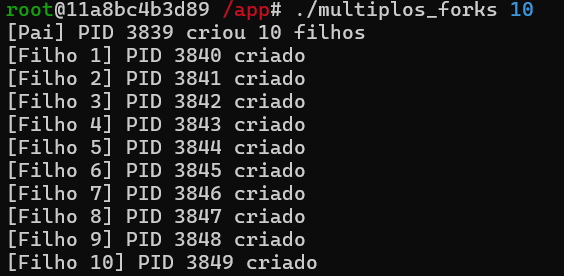 root@11a8bc4b3d89 /app# ./multiplos_forks 10
[Pai] PID 3839 criou 10 filhos
[Filho 1] PID 3840 criado
[Filho 2] PID 3841 criado
[Filho 3] PID 3842 criado
[Filho 4] PID 3843 criado
[Filho 5] PID 3844 criado
[Filho 6] PID 3845 criado
[Filho 7] PID 3846 criado
[Filho 8] PID 3847 criado
[Filho 9] PID 3848 criado
[Filho 10] PID 3849 criado